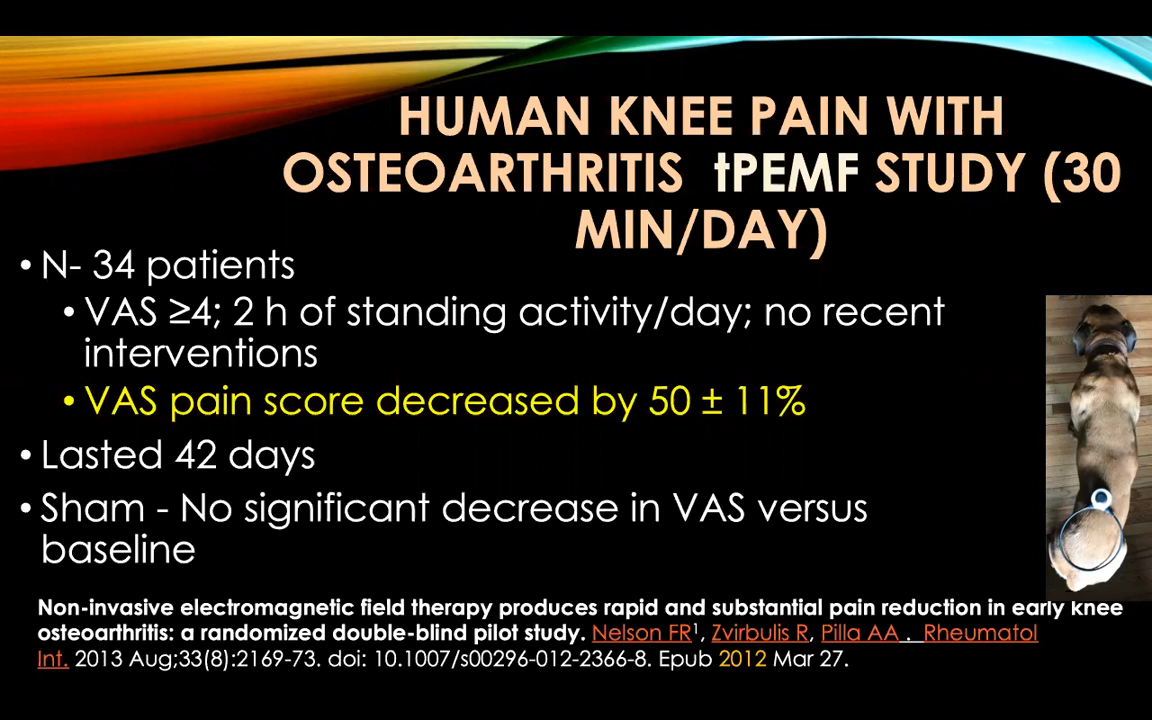 HUMAN KNEE PAIN WITH
OSTEOARTHRITIS tPEMF STUDY (30
MIN/DAY)
• N- 34 patients
• VAS ≥4; 2 h of standing activity/day; no recent
interventions
• VAS pain score decreased by 50 ± 11%
• Lasted 42 days
• Sham - No significant decrease in VAS versus
baseline
Non-invasive electromagnetic field therapy produces rapid and substantial pain reduction in early knee
osteoarthritis: a randomized double-blind pilot study. Nelson FR¹, Zvirbulis R, Pilla AA . Rheumatol
Int. 2013 Aug;33(8):2169-73. doi: 10.1007/s00296-012-2366-8. Epub 2012 Mar 27.